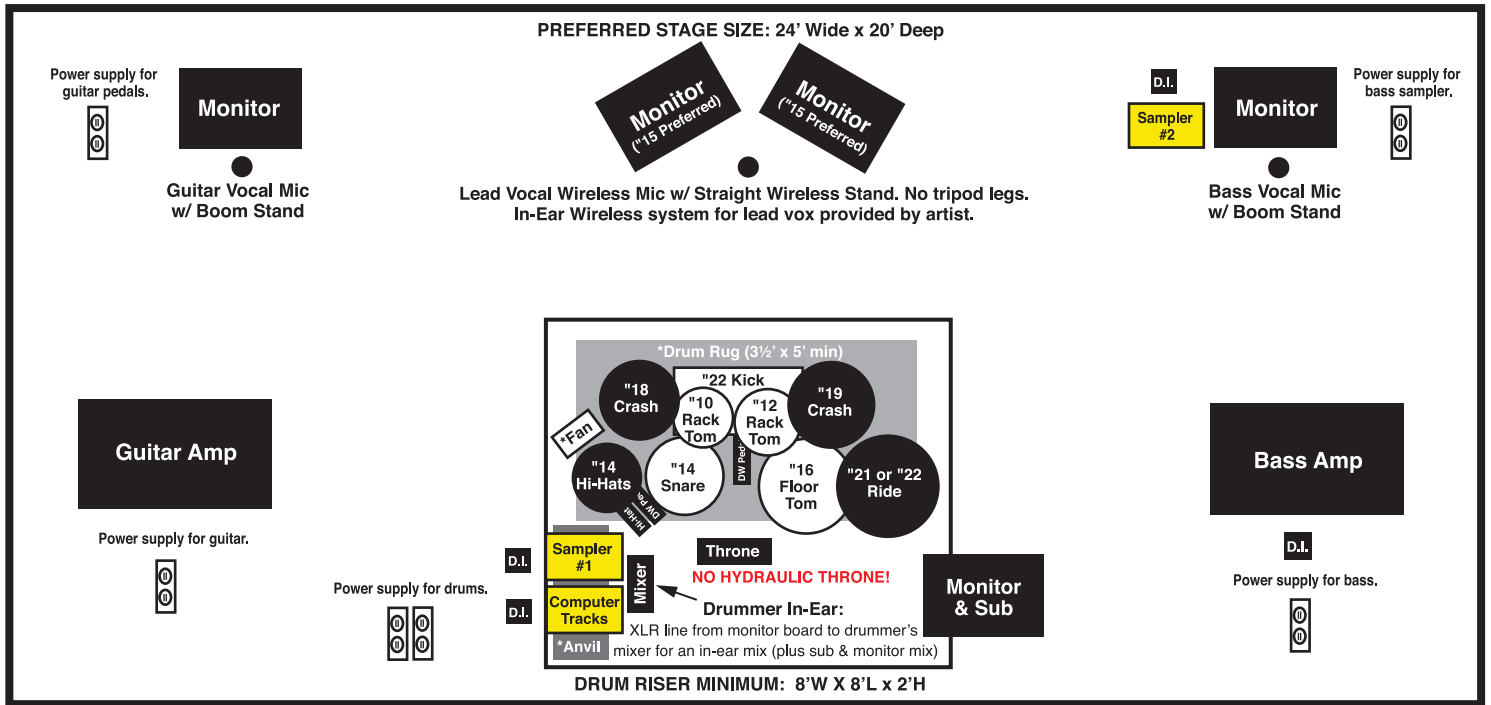 PREFERRED STAGE SIZE: 24’ Wide x 20’ Deep
Power supply for
guitar pedals.
Monitor
Guitar Vocal Mic
w/ Boom Stand
Monitor
("15 Preferred)
Monitor
("15 Preferred)
Lead Vocal Wireless Mic w/ Straight Wireless Stand. No tripod legs.
In-Ear Wireless system for lead vox provided by artist.
D.I.
Sampler
#2
Monitor
Power supply for
bass sampler.
Bass Vocal Mic
w/ Boom Stand
*Drum Rug (3½’ x 5’ min)
"22 Kick
"18
Crash
"10
Rack
Tom
"12
Rack
Tom
"19
Crash
*Fan
"14
Hi-Hats
"14
Snare
DW Ped
"16
Floor
Tom
"21 or "22
Ride
Hi-Hat
DW Pe
Guitar Amp
Bass Amp
Power supply for guitar.
Power supply for drums.
D.I.
Sampler
#1
D.I.
Computer
Tracks
*Anvil
Mixer
Throne
NO HYDRAULIC THRONE!
Drummer In-Ear:
XLR line from monitor board to drummer’s
mixer for an in-ear mix (plus sub & monitor mix)
Monitor
& Sub
D.I.
Power supply for bass.
DRUM RISER MINIMUM: 8’W X 8’L x 2’H